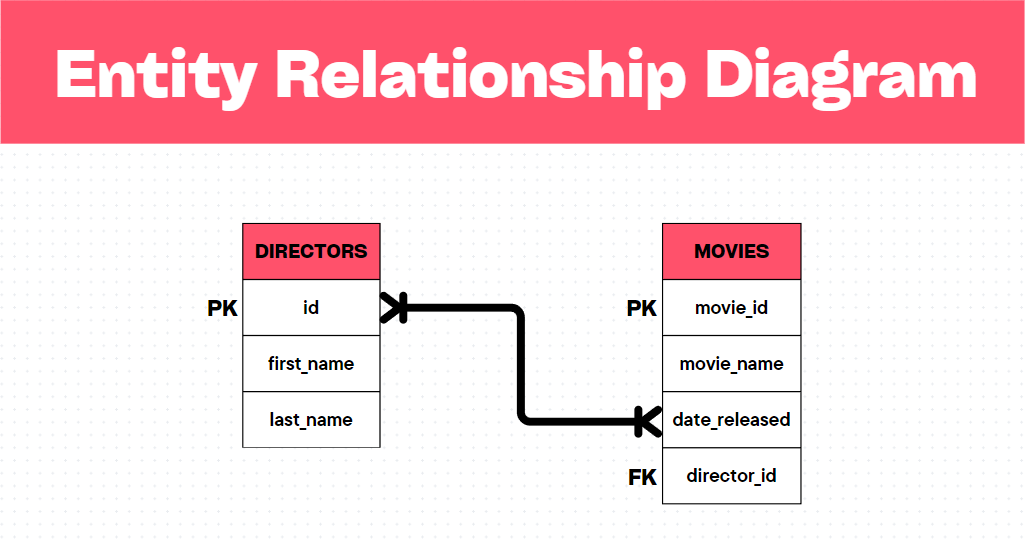 Entity Relationship Diagram
DIRECTORS
PK id
first_name
last_name
MOVIES
PK movie_id
movie_name
date_released
FK director_id